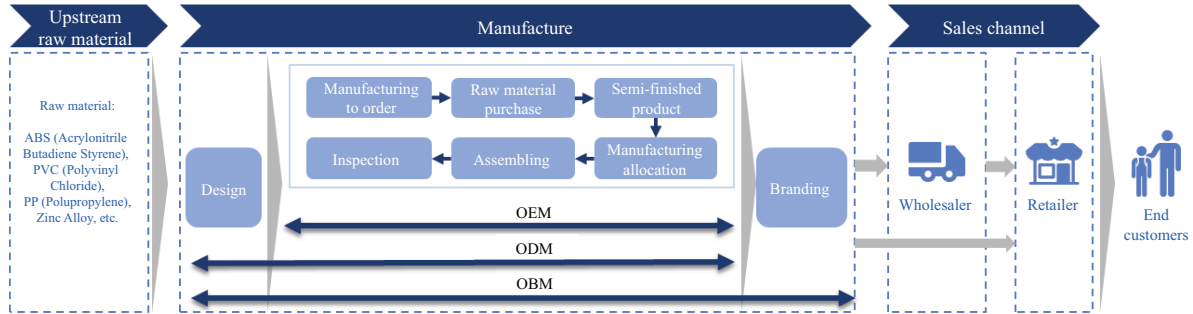 Upstream
raw material
Manufacture
Sales channel
Raw material:
ABS (Acrylonitrile
Butadiene Styrene),
PVC (Polyvinyl
Chloride),
PP (Polupropylene),
Zinc Alloy, etc.
Design
Manufacturing
to order
Raw material
purchase
Semi-finished
product
Inspection
Assembling
Manufacturing
allocation
Branding
OEM
ODM
OBM
Wholesaler
Retailer
End
customers